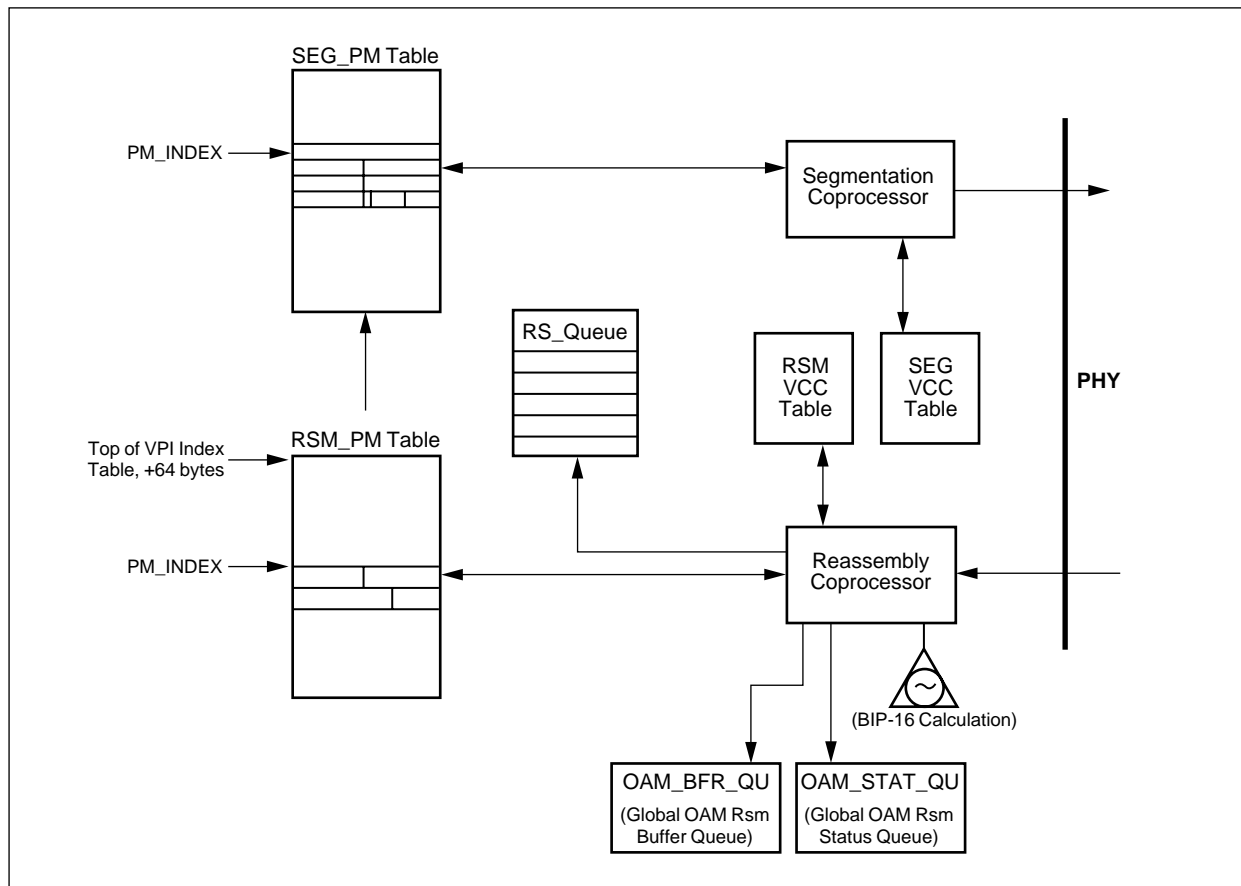 SEG_PM Table
PM_INDEX
Segmentation
Coprocessor
RS_Queue
RSM
VCC
Table
SEG
VCC
Table
PHY
Top of VPI Index
Table, +64 bytes
RSM_PM Table
PM_INDEX
Reassembly
Coprocessor
(BIP-16 Calculation)
OAM_BFR_QU
(Global OAM Rsm
Buffer Queue)
OAM_STAT_QU
(Global OAM Rsm
Status Queue)